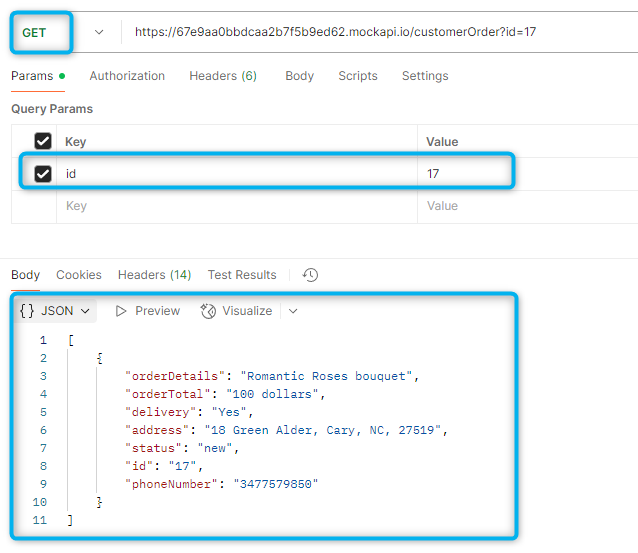 GET https://67e9aa0bbdcaa2b7f5b9ed62.mockapi.io/customerOrder?id=17
Params Authorization Headers (6) Body Scripts Settings
Query Params
Key Value
id 17
Key Value
Body Cookies Headers (14) Test Results
{} JSON Preview Visualize
1 [
2 {
3 "orderDetails": "Romantic Roses bouquet",
4 "orderTotal": "100 dollars",
5 "delivery": "Yes",
6 "address": "18 Green Alder, Cary, NC, 27519",
7 "status": "new",
8 "id": "17",
9 "phoneNumber": "3477579850"
10 }
11 ]